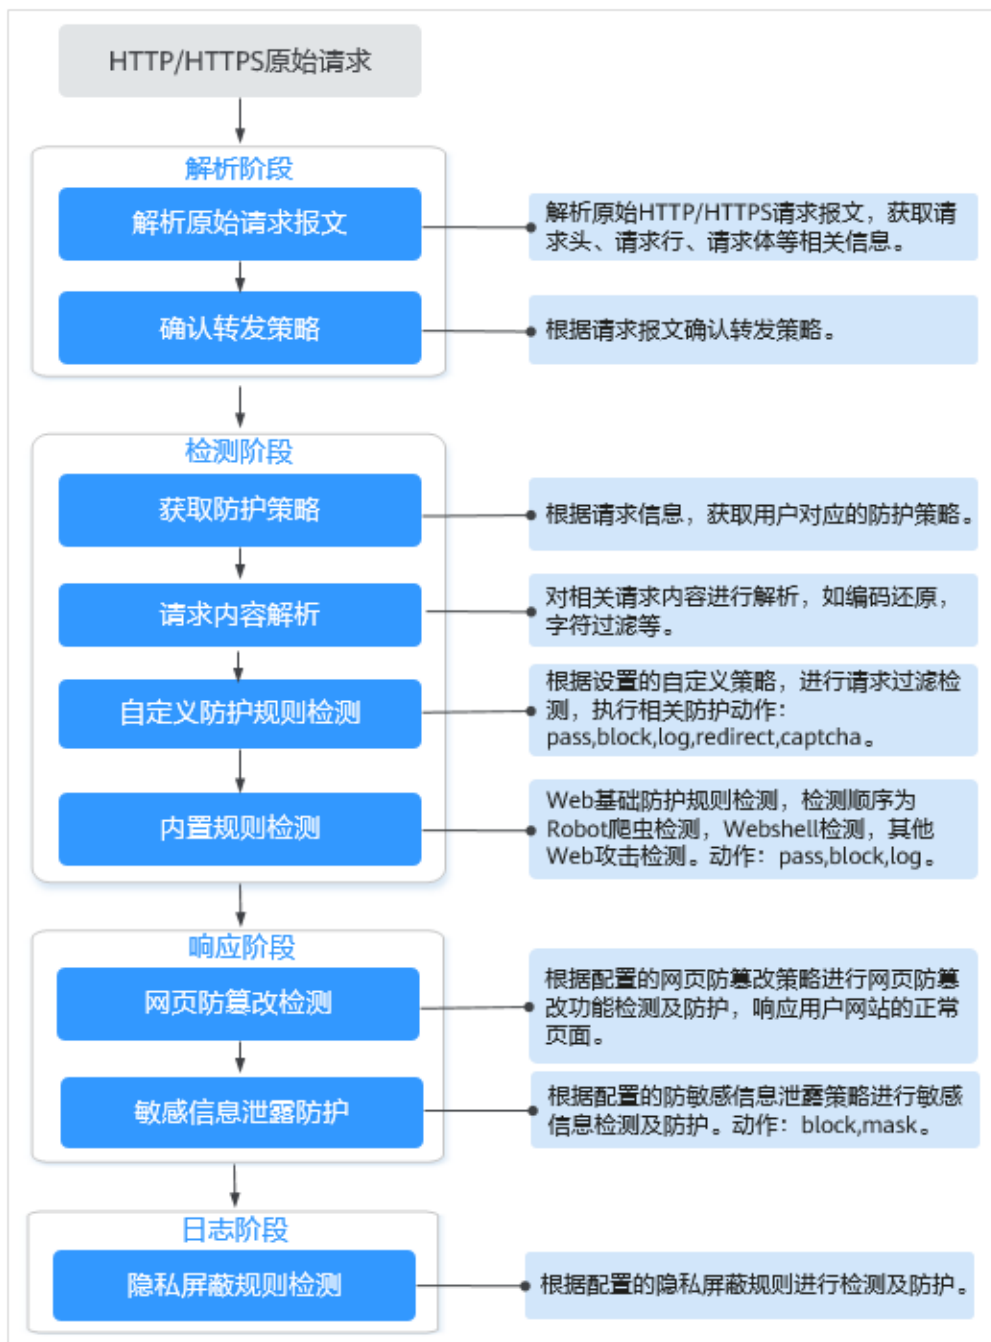 HTTP/HTTPS原始请求
解析阶段
解析原始请求报文
解析原始HTTP/HTTPS请求报文，获取请
求头、请求行、请求体等相关信息。
确认转发策略
根据请求报文确认转发策略。
检测阶段
获取防护策略
根据请求信息，获取用户对应的防护策略。
请求内容解析
对相关请求内容进行解析，如编码还原，
字符过滤等。
自定义防护规则检测
根据设置的自定义策略，进行请求过滤检
测，执行相关防护动作：
pass,block,log,redirect,captcha。
内置规则检测
Web基础防护规则检测，检测顺序为
Robot爬虫检测，Webshell检测，其他
Web攻击检测。动作：pass,block,log。
响应阶段
网页防篡改检测
根据配置的网页防篡改策略进行网页防篡
改功能检测及防护，响应用户网站的正常
页面。
敏感信息泄露防护
根据配置的防敏感信息泄露策略进行敏感
信息检测及防护。动作：block,mask。
日志阶段
隐私屏蔽规则检测
根据配置的隐私屏蔽规则进行检测及防护。